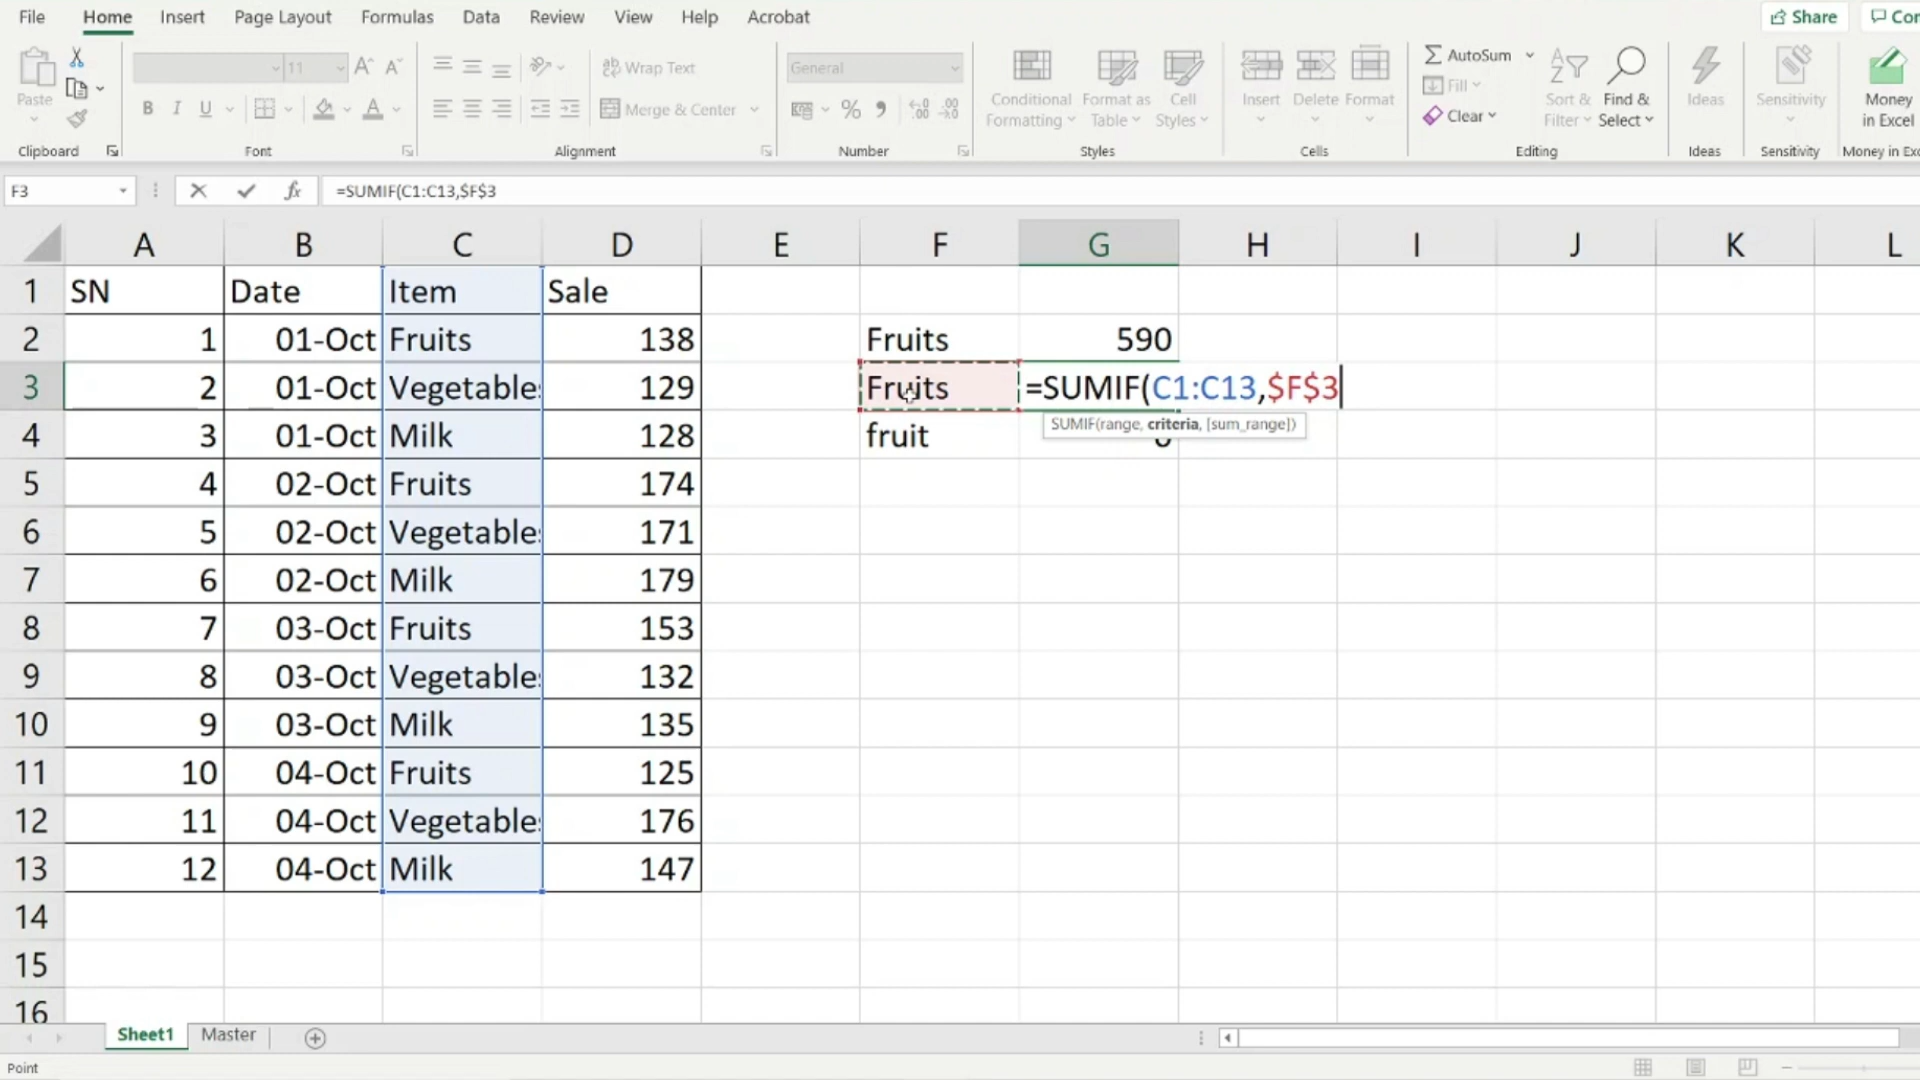 File Home Insert Page Layout Formulas Data Review View Help Acrobat Share
11 Wrap Text General AutoSum
Paste Merge & Center Conditional Formatting Format as Table Cell Styles Insert Delete Format Fill Clear Sort & Filter Find & Select Ideas Sensitivity Money in Excel
Clipboard Font Alignment Number Styles Cells Editing Ideas Sensitivity
F3 fx =SUMIF(C1:C13,$F$3
A B C D E F G H I J K L
1 SN Date Item Sale
2 1 01-Oct Fruits 138 Fruits 590
3 2 01-Oct Vegetables 129 Fruits =SUMIF(C1:C13,$F$3
SUMIF(range, criteria, [sum_range])
4 3 01-Oct Milk 128 fruit
5 4 02-Oct Fruits 174
6 5 02-Oct Vegetables 171
7 6 02-Oct Milk 179
8 7 03-Oct Fruits 153
9 8 03-Oct Vegetables 132
10 9 03-Oct Milk 135
11 10 04-Oct Fruits 125
12 11 04-Oct Vegetables 176
13 12 04-Oct Milk 147
14
15
16
Sheet1 Master
Point